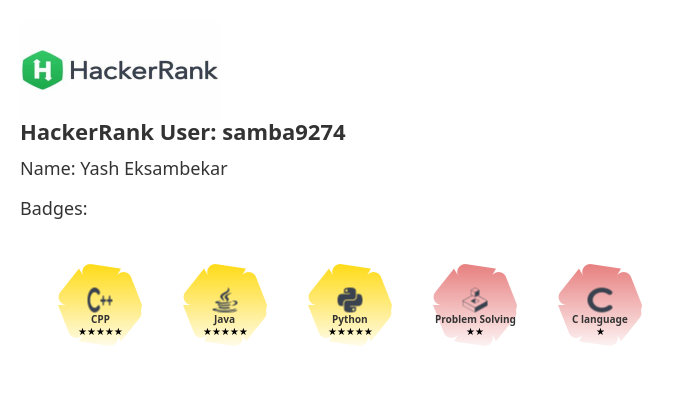 HackerRank
HackerRank User: samba9274
Name: Yash Eksambekar
Badges:
C++
CPP
★★★★★
Java
★★★★★
Python
★★★★★
Problem Solving
★★
C
C language
★